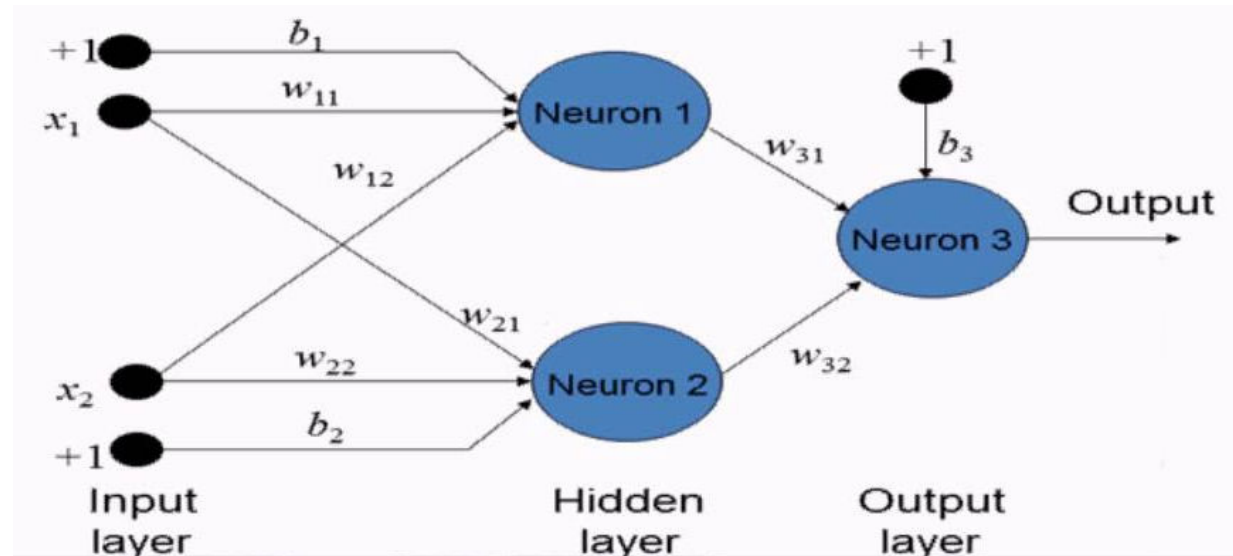 +1
b₁
+1
x₁
w₁₁
Neuron 1
w₁₂
w₃₁
b₃
Output
Neuron 3
w₂₁
x₂
w₂₂
Neuron 2
w₃₂
+1
b₂
Input
layer
Hidden
layer
Output
layer